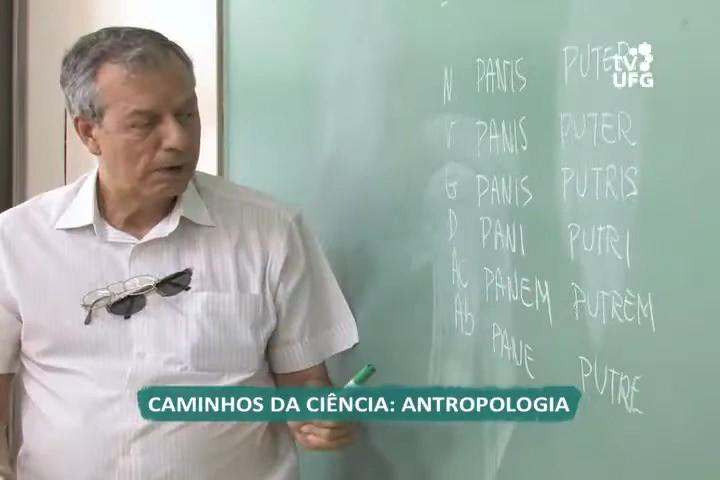 tv UFG
N PANIS PUTER
V PANIS PUTER
G PANIS PUTRIS
D PANI PUTRI
Ac PANEM PUTREM
Ab PANE PUTRE
CAMINHOS DA CIÊNCIA: ANTROPOLOGIA